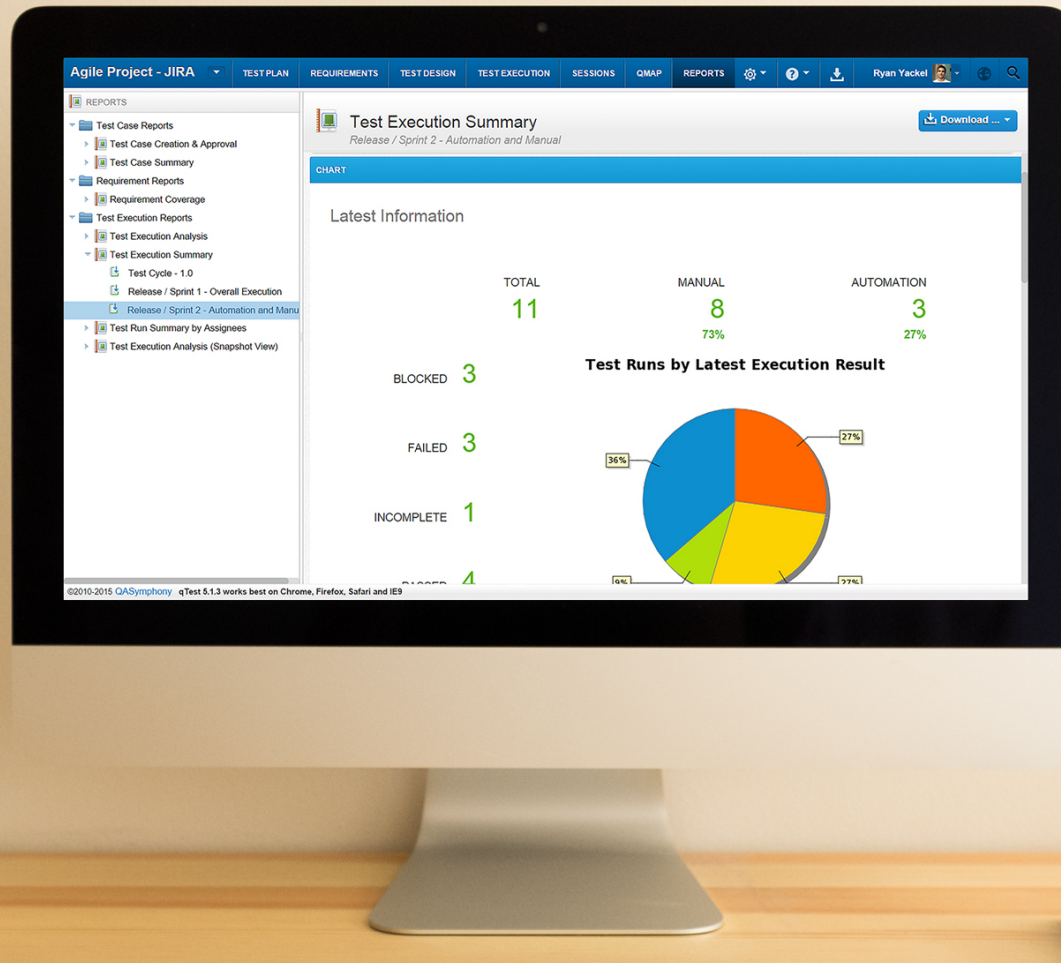 Agile Project - JIRA TEST PLAN REQUIREMENTS TEST DESIGN TEST EXECUTION SESSIONS QMAP REPORTS Ryan Yackel
REPORTS
Test Case Reports
Test Case Creation & Approval
Test Case Summary
Requirement Reports
Requirement Coverage
Test Execution Reports
Test Execution Analysis
Test Execution Summary
Test Cycle - 1.0
Release / Sprint 1 - Overall Execution
Release / Sprint 2 - Automation and Manu
Test Run Summary by Assignees
Test Execution Analysis (Snapshot View)
Test Execution Summary
Release / Sprint 2 - Automation and Manual
Download ...
CHART
Latest Information
TOTAL MANUAL AUTOMATION
11 8 3
73% 27%
Test Runs by Latest Execution Result
BLOCKED 3
FAILED 3
INCOMPLETE 1
PASSED 4
27%
36%
9% 27%
©2010-2015 QASymphony qTest 5.1.3 works best on Chrome, Firefox, Safari and IE9